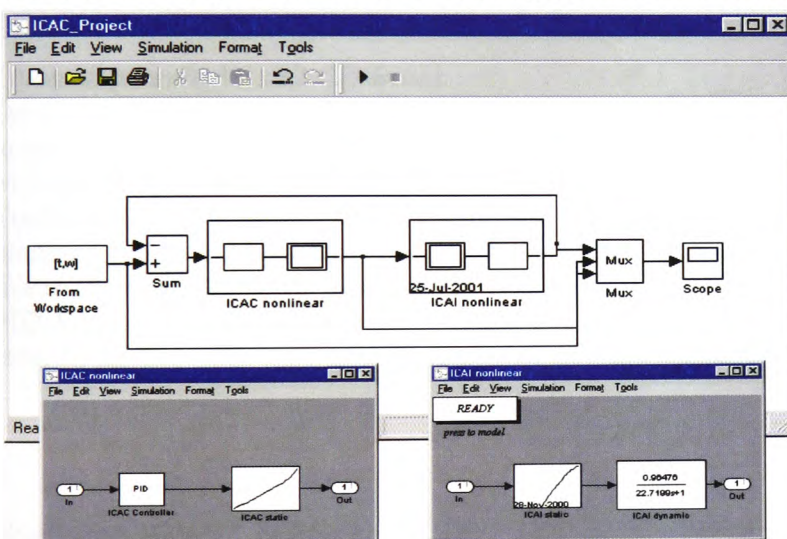 ICAC_Project
File Edit View Simulation Format Tools
[t,w]
From
Workspace
−
+
Sum
ICAC nonlinear
25-Jul-2001
ICAI nonlinear
Mux
Mux
Scope
Rea
ICAC nonlinear
File Edit View Simulation Format Tools
1
In
PID
ICAC Controller
ICAC static
1
Out
ICAI nonlinear
File Edit View Simulation Format Tools
READY
press to model
1
In
28-Nov-2000
ICAI static
0.96476
22.7199s+1
ICAI dynamic
1
Out